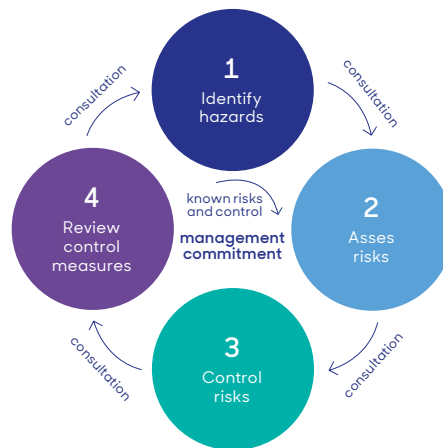 1
Identify
hazards
consultation
consultation
4
Review
control
measures
known risks
and control
management
commitment
2
Asses
risks
consultation
consultation
3
Control
risks